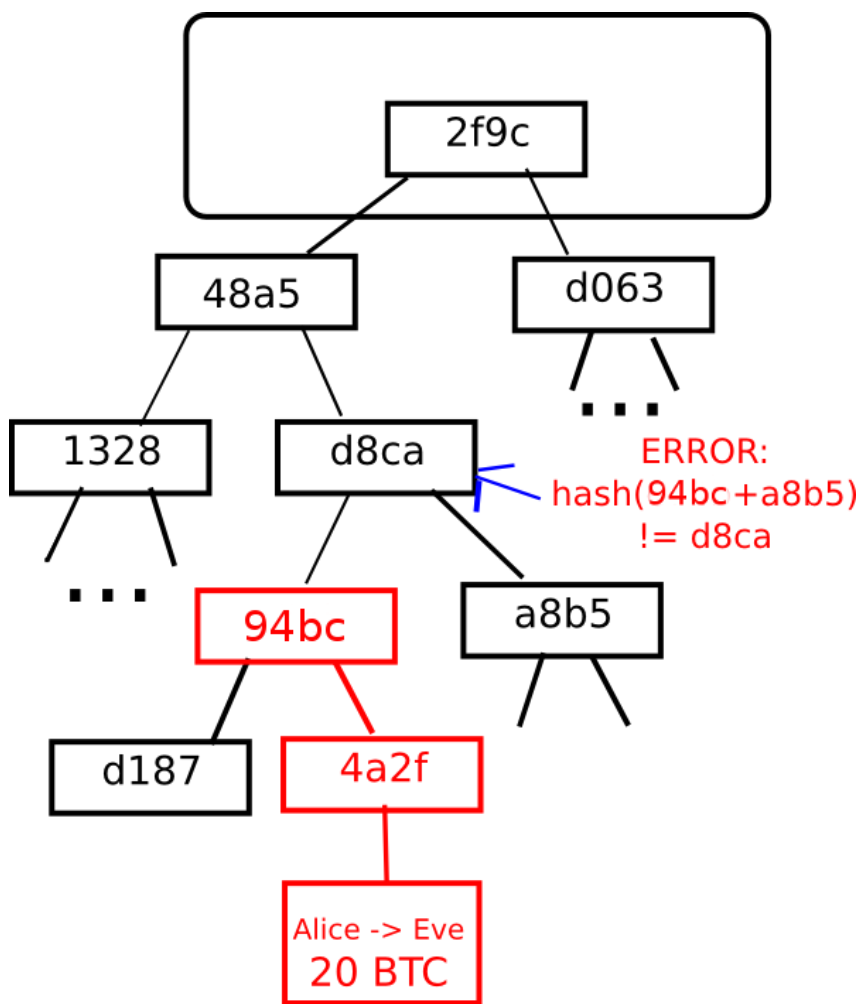 2f9c
48a5
d063
...
1328
d8ca
ERROR:
hash(94bc+a8b5)
!= d8ca
...
94bc
a8b5
d187
4a2f
Alice -> Eve
20 BTC